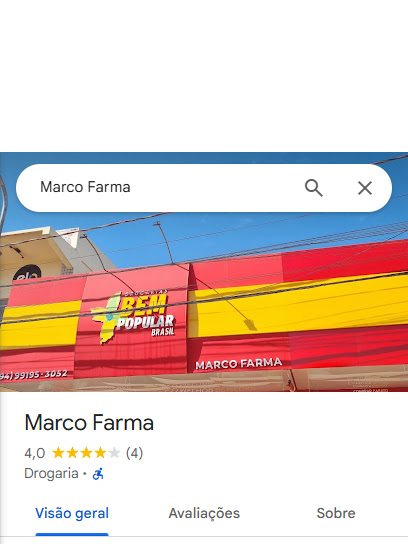 Marco Farma
elo
DROGARIAS
BEM
POPULAR
BRASIL
MARCO FARMA
(94) 99195-3052
Marco Farma
4,0 (4)
Drogaria ·
Visão geral Avaliações Sobre